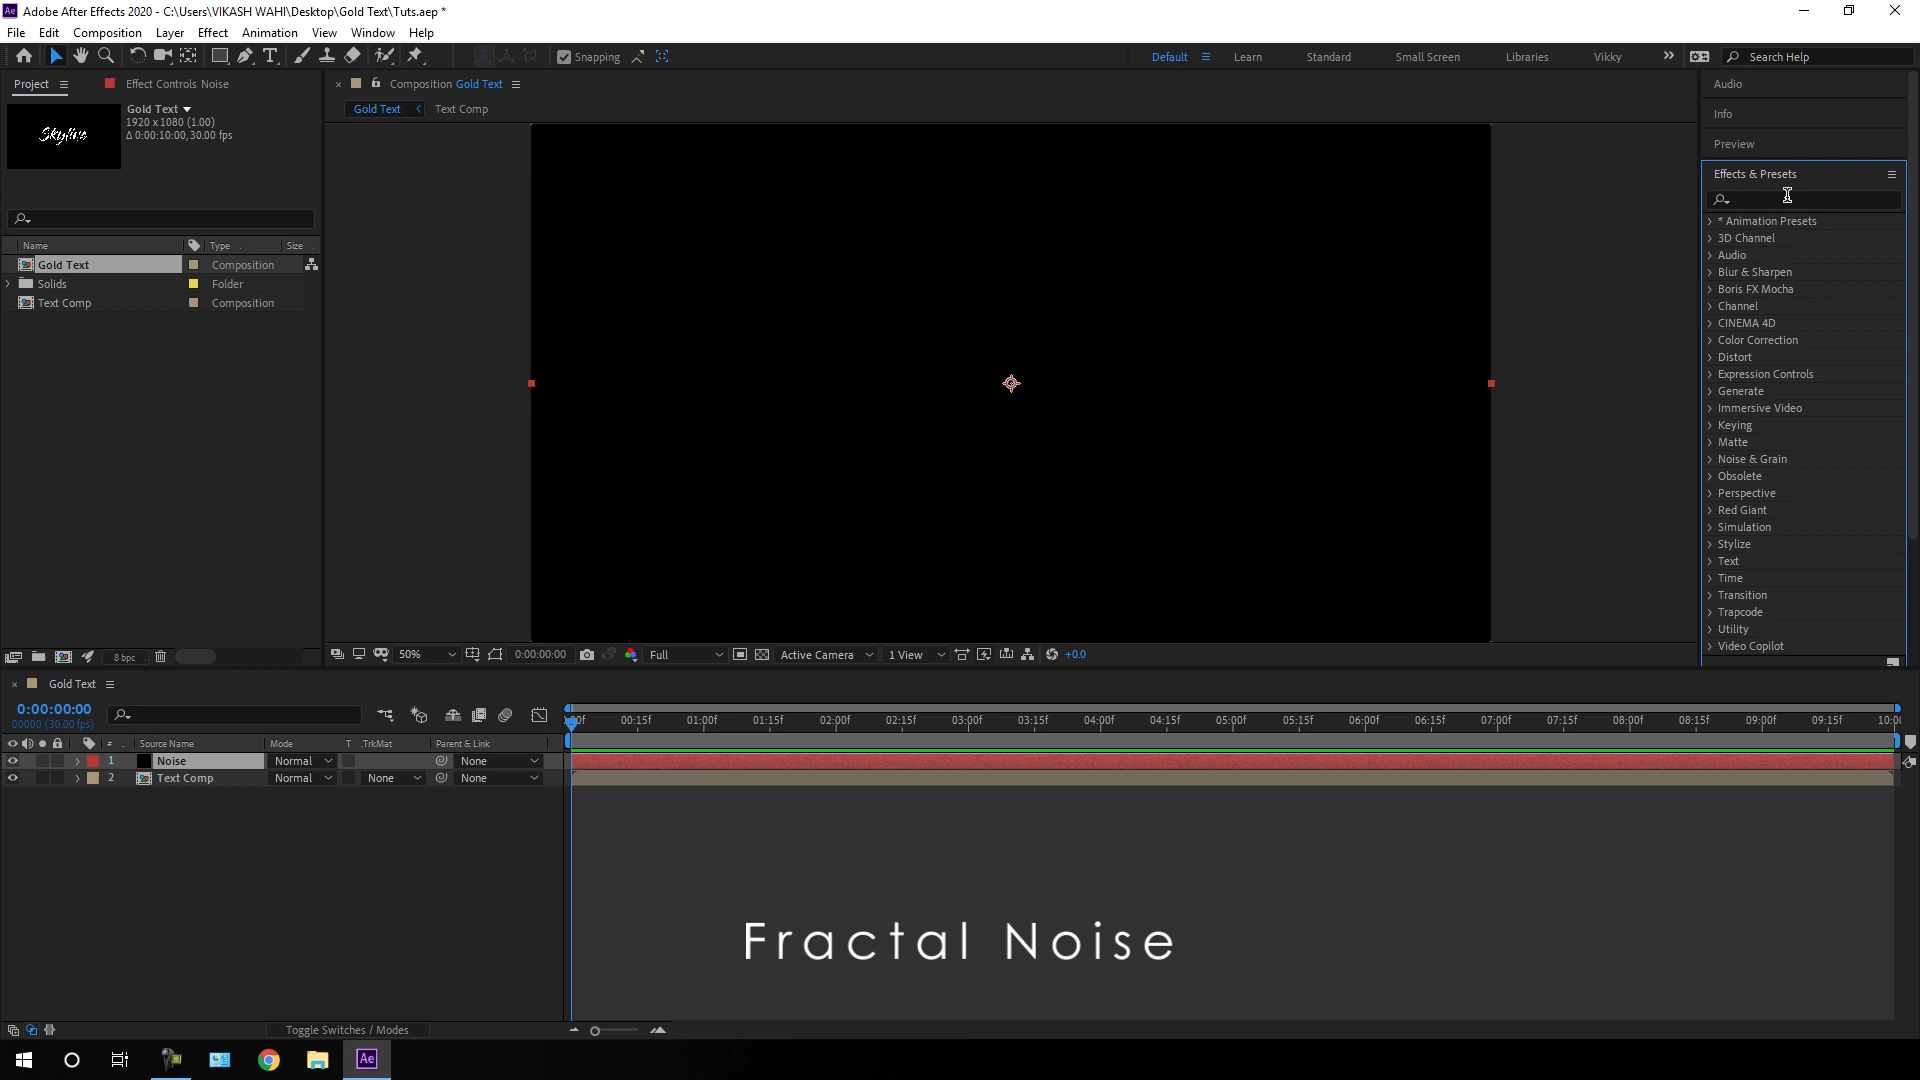 Adobe After Effects 2020 - C:\Users\VIKASH WAHI\Desktop\Gold Text\Tuts.aep *
File Edit Composition Layer Effect Animation View Window Help
Snapping
Default Learn Standard Small Screen Libraries Vikky Search Help
Project Effect Controls Noise
Gold Text
1920 x 1080 (1.00)
Δ 0:00:10:00, 30.00 fps
Skyline
Name Type Size
Gold Text Composition
Solids Folder
Text Comp Composition
8 bpc
Composition Gold Text
Gold Text Text Comp
50% 0:00:00:00 Full Active Camera 1 View +0.0
Audio
Info
Preview
Effects & Presets
* Animation Presets
3D Channel
Audio
Blur & Sharpen
Boris FX Mocha
Channel
CINEMA 4D
Color Correction
Distort
Expression Controls
Generate
Immersive Video
Keying
Matte
Noise & Grain
Obsolete
Perspective
Red Giant
Simulation
Stylize
Text
Time
Transition
Trapcode
Utility
Video Copilot
Gold Text
0:00:00:00
00000 (30.00 fps)
00:15f 01:00f 01:15f 02:00f 02:15f 03:00f 03:15f 04:00f 04:15f 05:00f 05:15f 06:00f 06:15f 07:00f 07:15f 08:00f 08:15f 09:00f 09:15f
# Source Name Mode T .TrkMat Parent & Link
1 Noise Normal None
2 Text Comp Normal None None
Fractal Noise
Toggle Switches / Modes
Ae